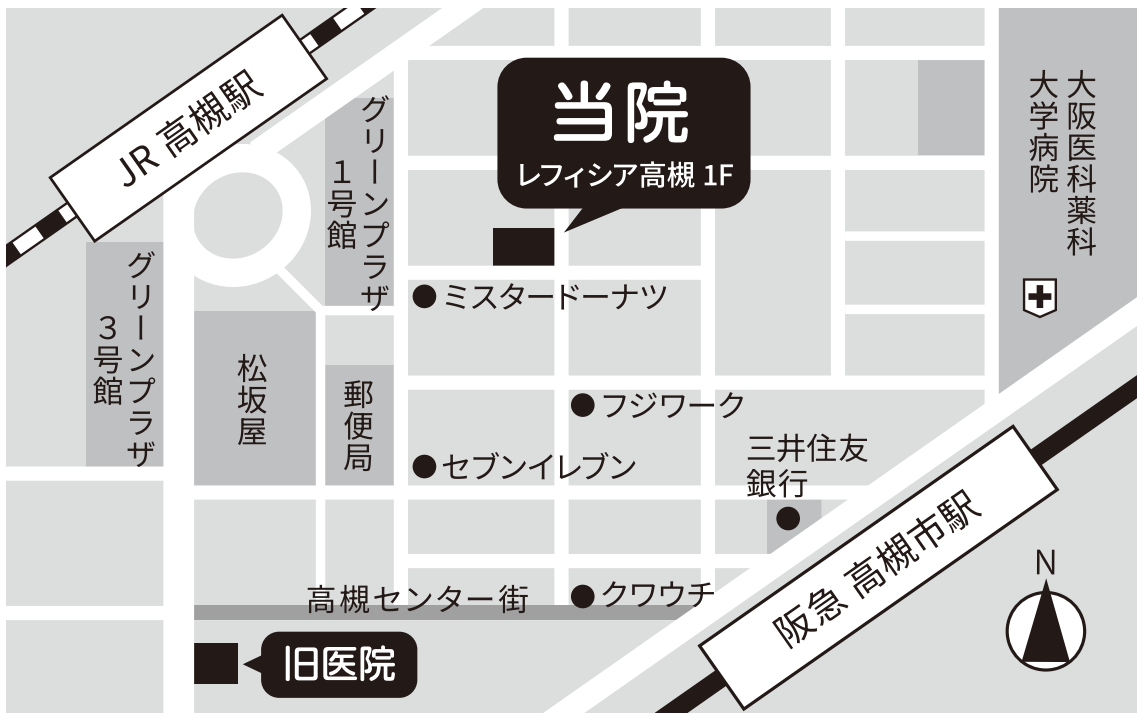 JR 高槻駅
グリーンプラザ
1号館
当院
レフィシア高槻 1F
大阪医科薬科
大学病院
グリーンプラザ
3号館
ミスタードーナツ
松坂屋
郵便局
フジワーク
セブンイレブン
三井住友
銀行
阪急 高槻市駅
高槻センター街
クワウチ
N
旧医院